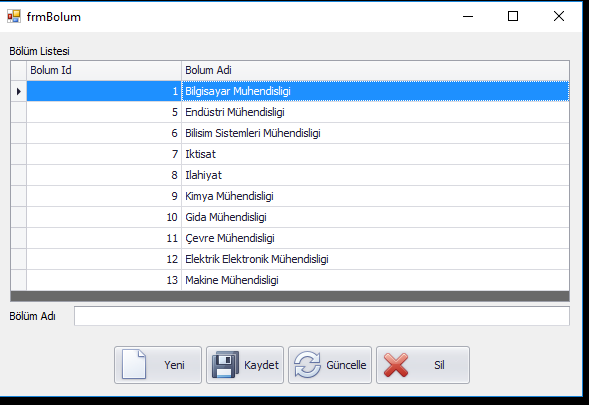 frmBolum
Bölüm Listesi
Bolum Id Bolum Adi
1 Bilgisayar Muhendisligi
5 Endüstri Mühendisligi
6 Bilisim Sistemleri Mühendisligi
7 Iktisat
8 Ilahiyat
9 Kimya Mühendisligi
10 Gida Mühendisligi
11 Çevre Mühendisligi
12 Elektrik Elektronik Mühendisligi
13 Makine Mühendisligi
Bölüm Adı
Yeni Kaydet Güncelle Sil